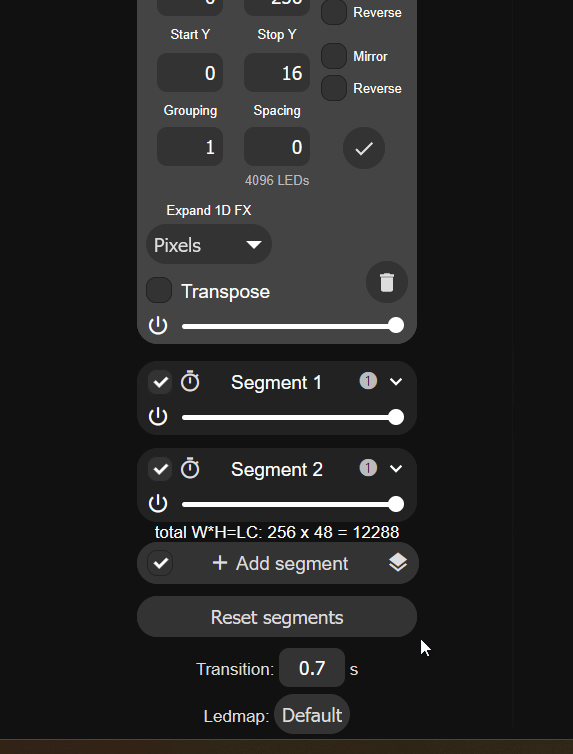 0 256
Reverse
Start Y Stop Y
Mirror
0 16
Reverse
Grouping Spacing
1 0
4096 LEDs
Expand 1D FX
Pixels
Transpose
Segment 1 1
Segment 2 1
total W*H=LC: 256 x 48 = 12288
+ Add segment
Reset segments
Transition: 0.7 s
Ledmap: Default